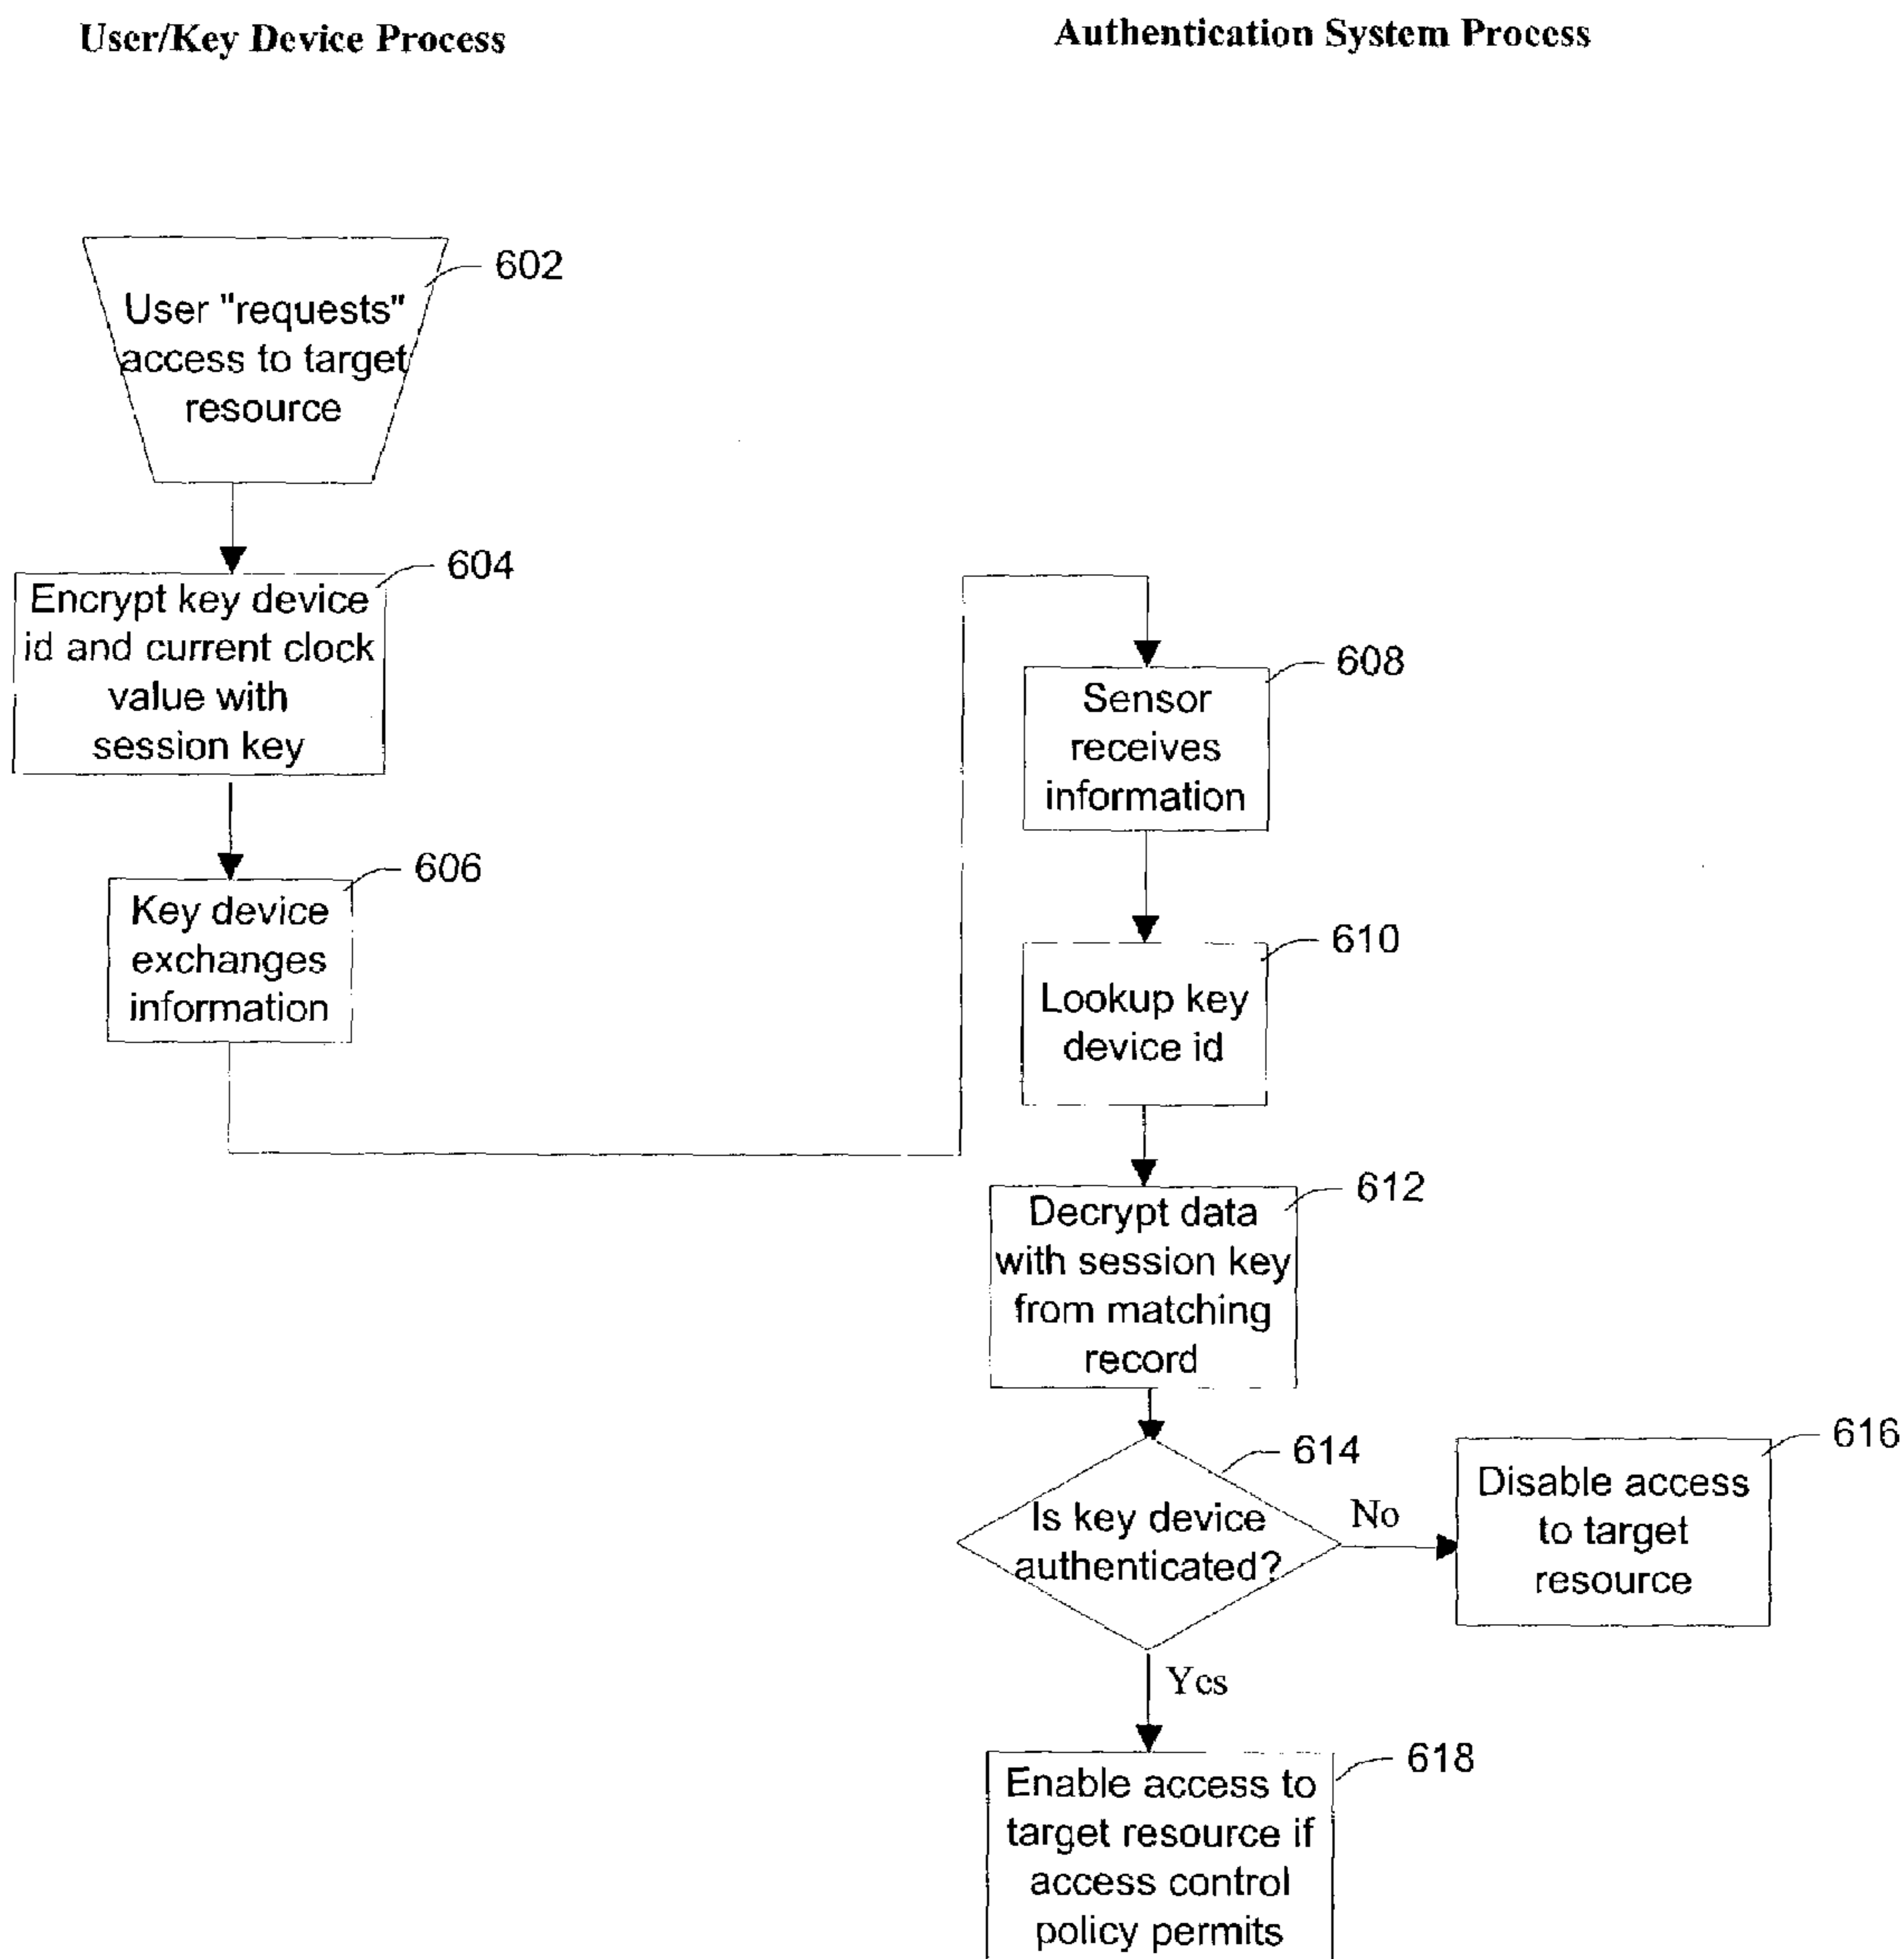 User/Key Device Process
Authentication System Process
602
User "requests"
access to target
resource
604
Encrypt key device
id and current clock
value with
session key
606
Key device
exchanges
information
608
Sensor
receives
information
610
Lookup key
device id
612
Decrypt data
with session key
from matching
record
614
Is key device
authenticated?
No
616
Disable access
to target
resource
Yes
618
Enable access to
target resource if
access control
policy permits